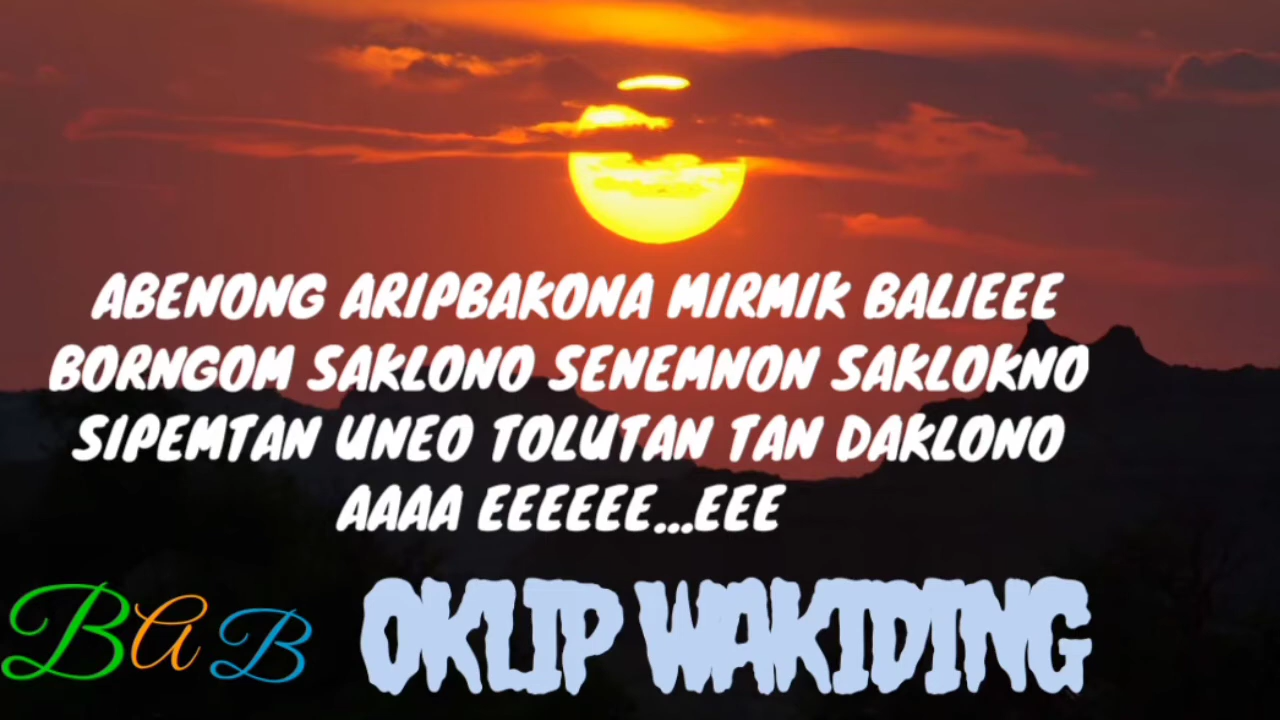 ABENONG ARIPBAKONA MIRMIK BALIEEE
BORNGOM SAKLONO SENEMNON SAKLOKNO
SIPEMTAN UNEO TOLUTAN TAN DAKLONO
AAAA EEEEEE...EEE
BAB OKLIP WAKIDING